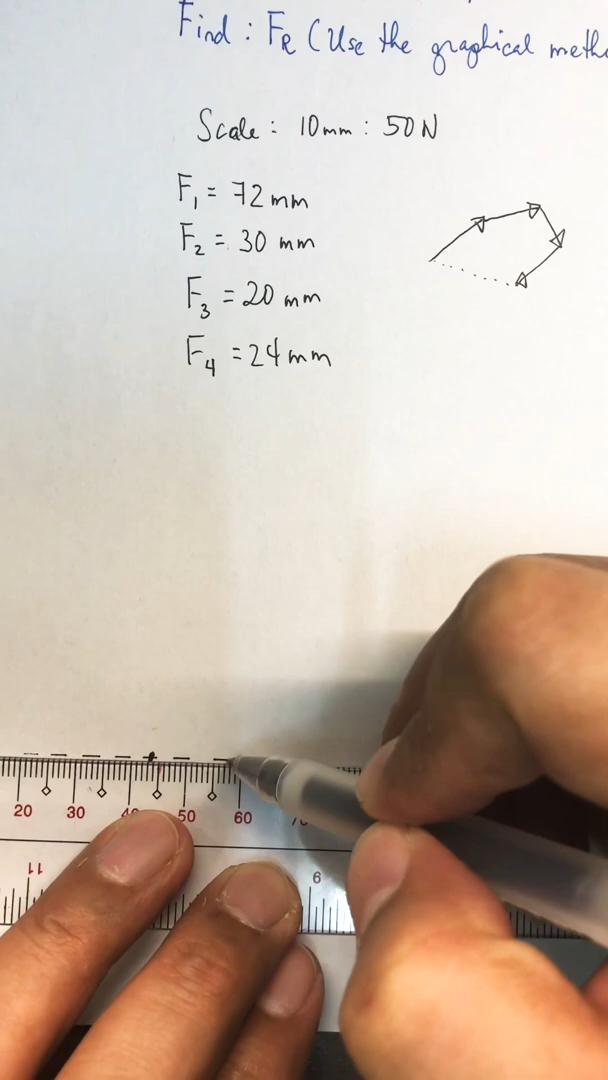 Find : FR (Use the graphical meth
Scale : 10mm : 50N
F1 = 72 mm
F2 = 30 mm
F3 = 20 mm
F4 = 24 mm
20 30 50 60
11 6